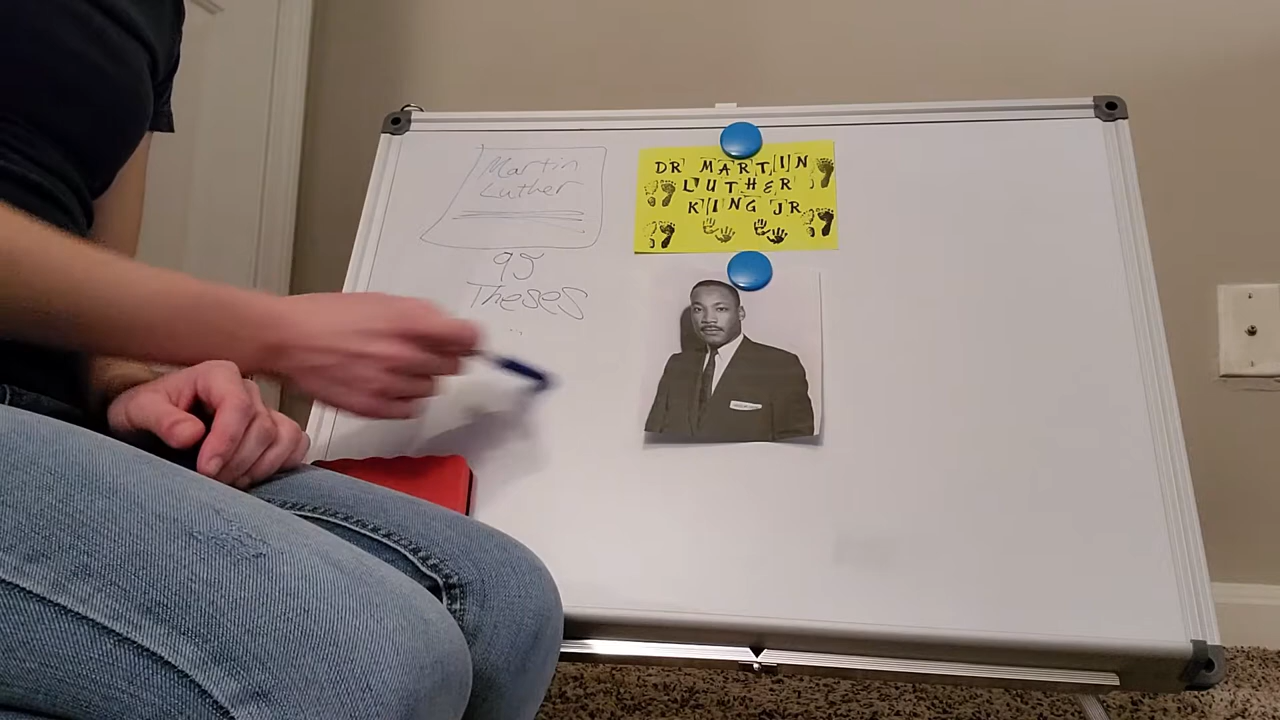 Martin
Luther
95
Theses
DR MARTIN
LUTHER
KING JR